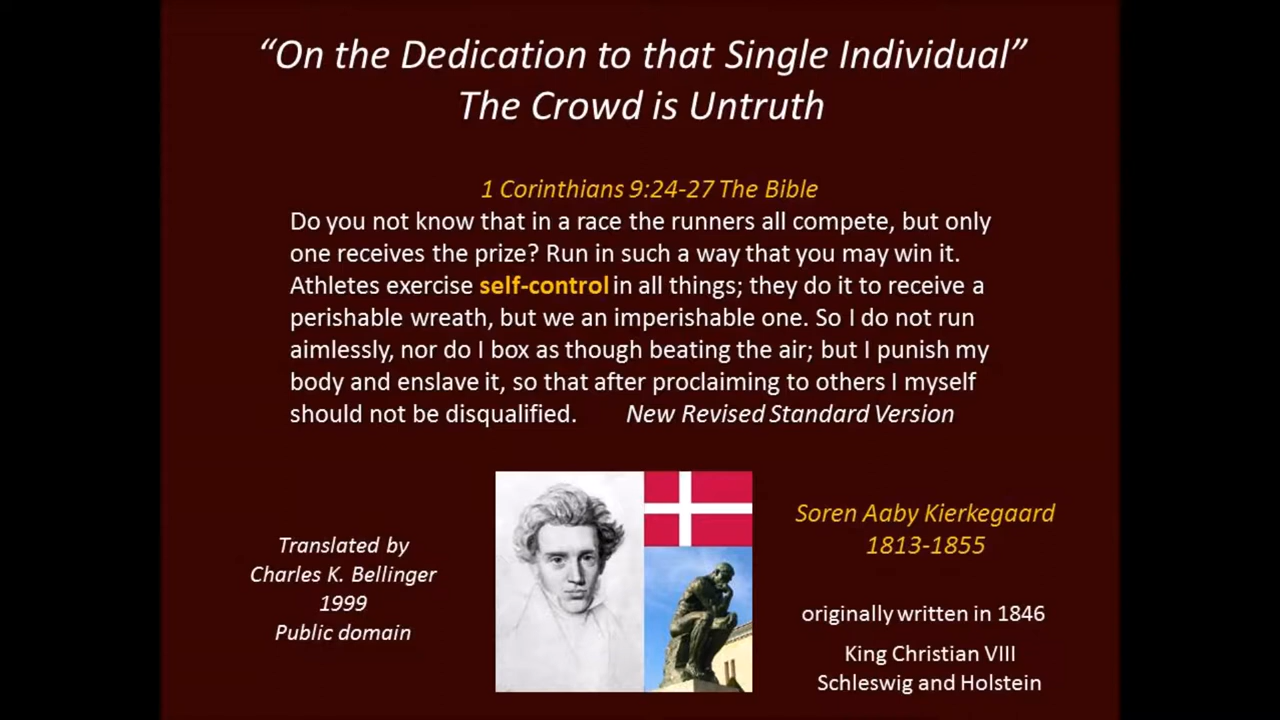 “On the Dedication to that Single Individual”
The Crowd is Untruth
1 Corinthians 9:24-27 The Bible
Do you not know that in a race the runners all compete, but only
one receives the prize? Run in such a way that you may win it.
Athletes exercise self-control in all things; they do it to receive a
perishable wreath, but we an imperishable one. So I do not run
aimlessly, nor do I box as though beating the air; but I punish my
body and enslave it, so that after proclaiming to others I myself
should not be disqualified. New Revised Standard Version
Translated by
Charles K. Bellinger
1999
Public domain
Soren Aaby Kierkegaard
1813-1855
originally written in 1846
King Christian VIII
Schleswig and Holstein